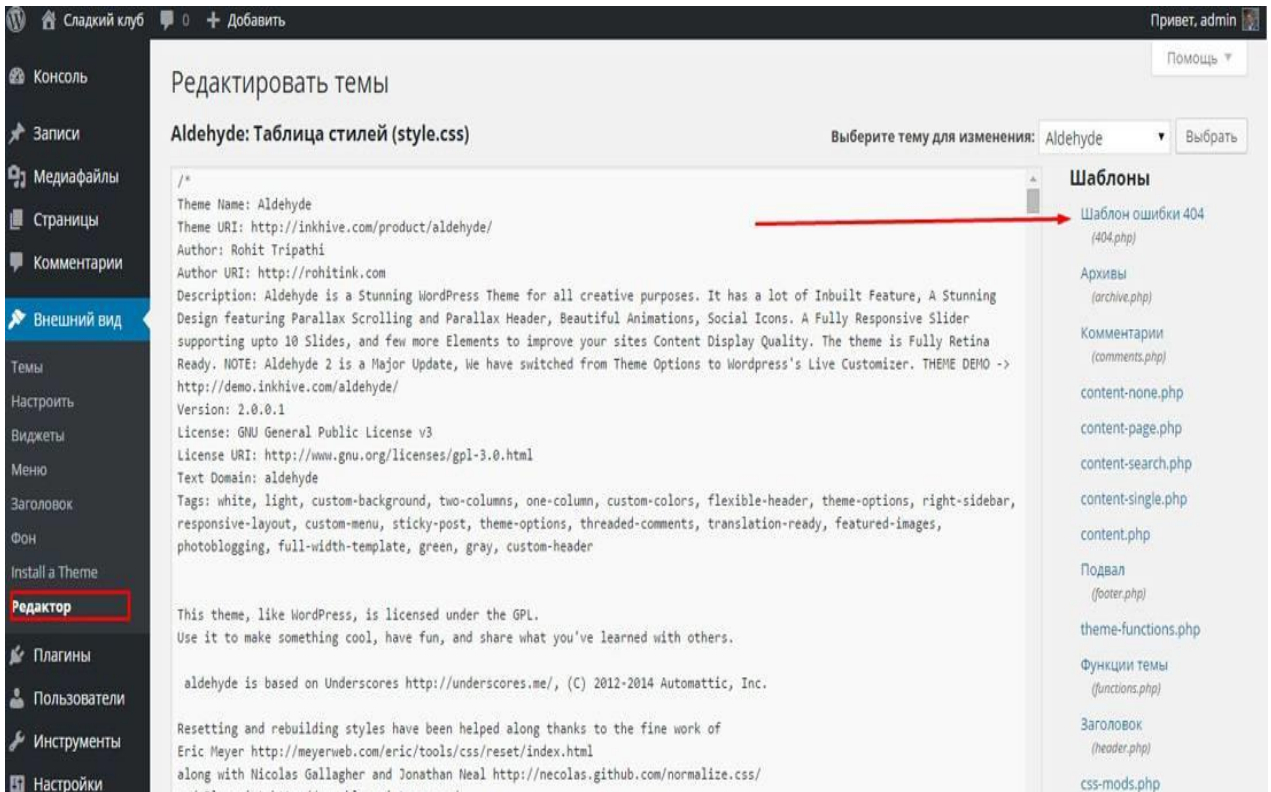 Сладкий клуб 0 + Добавить Привет, admin
Помощь
Консоль
Записи
Медиафайлы
Страницы
Комментарии
Внешний вид
Темы
Настроить
Виджеты
Меню
Заголовок
Фон
Install a Theme
Редактор
Плагины
Пользователи
Инструменты
Настройки
Редактировать темы
Aldehyde: Таблица стилей (style.css)
Выберите тему для изменения: Aldehyde Выбрать
/*
Theme Name: Aldehyde
Theme URI: http://inkhive.com/product/aldehyde/
Author: Rohit Tripathi
Author URI: http://rohitink.com
Description: Aldehyde is a Stunning WordPress Theme for all creative purposes. It has a lot of Inbuilt Feature, A Stunning
Design featuring Parallax Scrolling and Parallax Header, Beautiful Animations, Social Icons. A Fully Responsive Slider
supporting upto 10 Slides, and few more Elements to improve your sites Content Display Quality. The theme is Fully Retina
Ready. NOTE: Aldehyde 2 is a Major Update, We have switched from Theme Options to Wordpress's Live Customizer. THEME DEMO ->
http://demo.inkhive.com/aldehyde/
Version: 2.0.0.1
License: GNU General Public License v3
License URI: http://www.gnu.org/licenses/gpl-3.0.html
Text Domain: aldehyde
Tags: white, light, custom-background, two-columns, one-column, custom-colors, flexible-header, theme-options, right-sidebar,
responsive-layout, custom-menu, sticky-post, theme-options, threaded-comments, translation-ready, featured-images,
photoblogging, full-width-template, green, gray, custom-header
This theme, like WordPress, is licensed under the GPL.
Use it to make something cool, have fun, and share what you've learned with others.
aldehyde is based on Underscores http://underscores.me/, (C) 2012-2014 Automattic, Inc.
Resetting and rebuilding styles have been helped along thanks to the fine work of
Eric Meyer http://meyerweb.com/eric/tools/css/reset/index.html
along with Nicolas Gallagher and Jonathan Neal http://necolas.github.com/normalize.css/
Шаблоны
Шаблон ошибки 404
(404.php)
Архивы
(archive.php)
Комментарии
(comments.php)
content-none.php
content-page.php
content-search.php
content-single.php
content.php
Подвал
(footer.php)
theme-functions.php
Функции темы
(functions.php)
Заголовок
(header.php)
css-mods.php